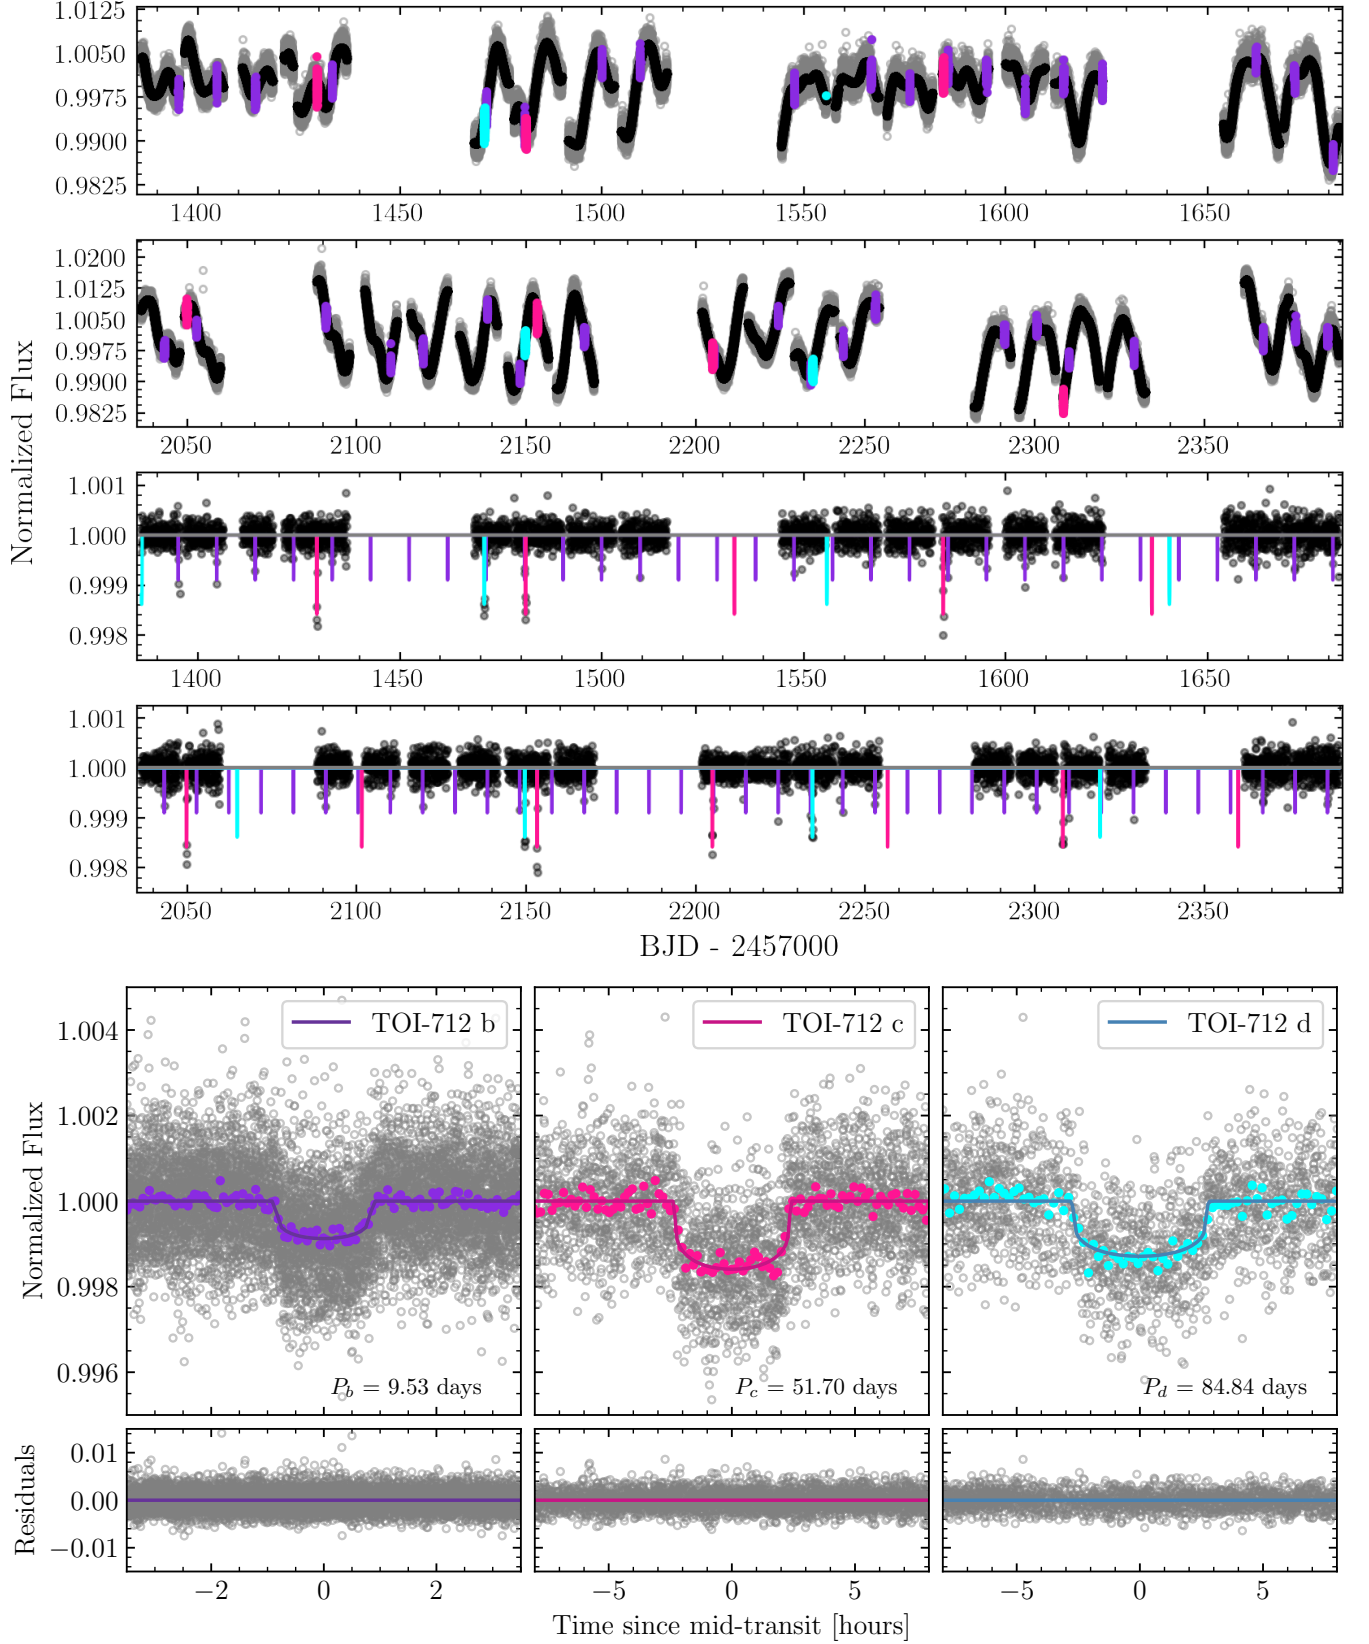 1.0125
1.0050
0.9975
0.9900
0.9825
1400 1450 1500 1550 1600 1650
1.0200
1.0125
1.0050
0.9975
0.9900
0.9825
2050 2100 2150 2200 2250 2300 2350
Normalized Flux
1.001
1.000
0.999
0.998
1400 1450 1500 1550 1600 1650
1.001
1.000
0.999
0.998
2050 2100 2150 2200 2250 2300 2350
BJD - 2457000
TOI-712 b
TOI-712 c
TOI-712 d
1.004
1.002
1.000
0.998
0.996
Normalized Flux
P_b = 9.53 days
P_c = 51.70 days
P_d = 84.84 days
0.01
0.00
−0.01
Residuals
−2 0 2
−5 0 5
−5 0 5
Time since mid-transit [hours]